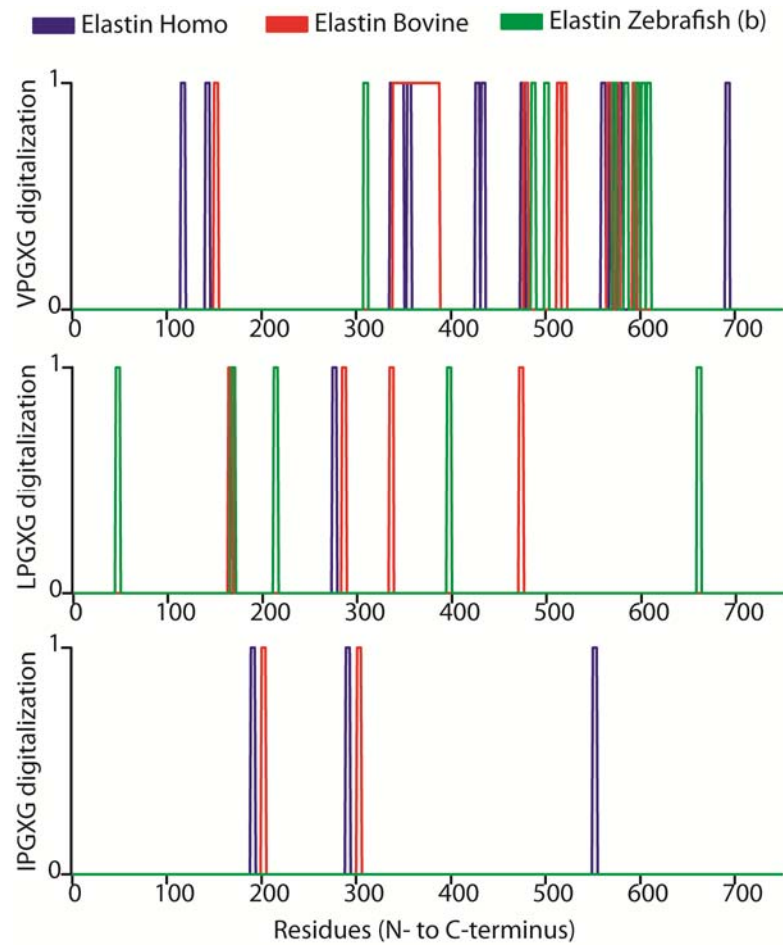 Elastin Homo Elastin Bovine Elastin Zebrafish (b)
VPGXG digitalization
1
0
0 100 200 300 400 500 600 700
LPGXG digitalization
1
0
0 100 200 300 400 500 600 700
IPGXG digitalization
1
0
0 100 200 300 400 500 600 700
Residues (N- to C-terminus)